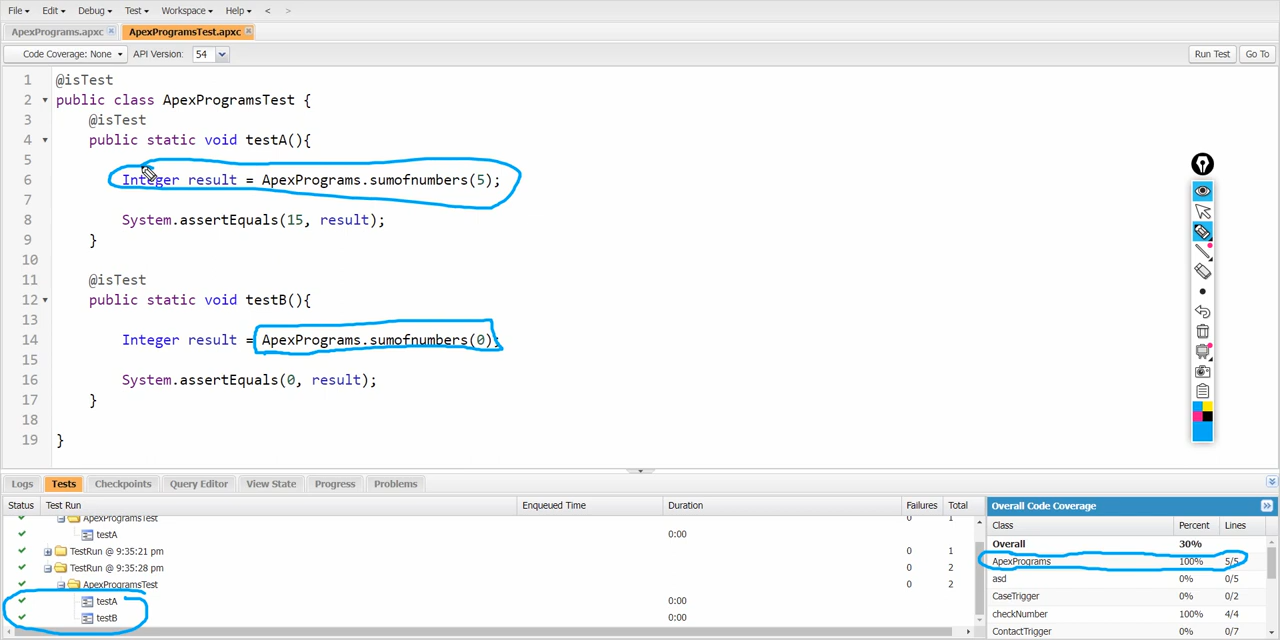 File Edit Debug Test Workspace Help < >
ApexPrograms.apxc ApexProgramsTest.apxc
Code Coverage: None API Version: 54 Run Test Go To
1 @isTest
2 public class ApexProgramsTest {
3 @isTest
4 public static void testA(){
5
6 Integer result = ApexPrograms.sumofnumbers(5);
7
8 System.assertEquals(15, result);
9 }
10
11 @isTest
12 public static void testB(){
13
14 Integer result = ApexPrograms.sumofnumbers(0);
15
16 System.assertEquals(0, result);
17 }
18
19 }
Logs Tests Checkpoints Query Editor View State Progress Problems
Status Test Run Enqueued Time Duration Failures Total
ApexProgramsTest 0 1
testA 0:00
TestRun @ 9:35:21 pm 0 1
TestRun @ 9:35:28 pm 0 2
ApexProgramsTest 0 2
testA 0:00
testB 0:00
Overall Code Coverage
Class Percent Lines
Overall 30%
ApexPrograms 100% 5/5
asd 0% 0/5
CaseTrigger 0% 0/2
checkNumber 100% 4/4
ContactTrigger 0% 0/7